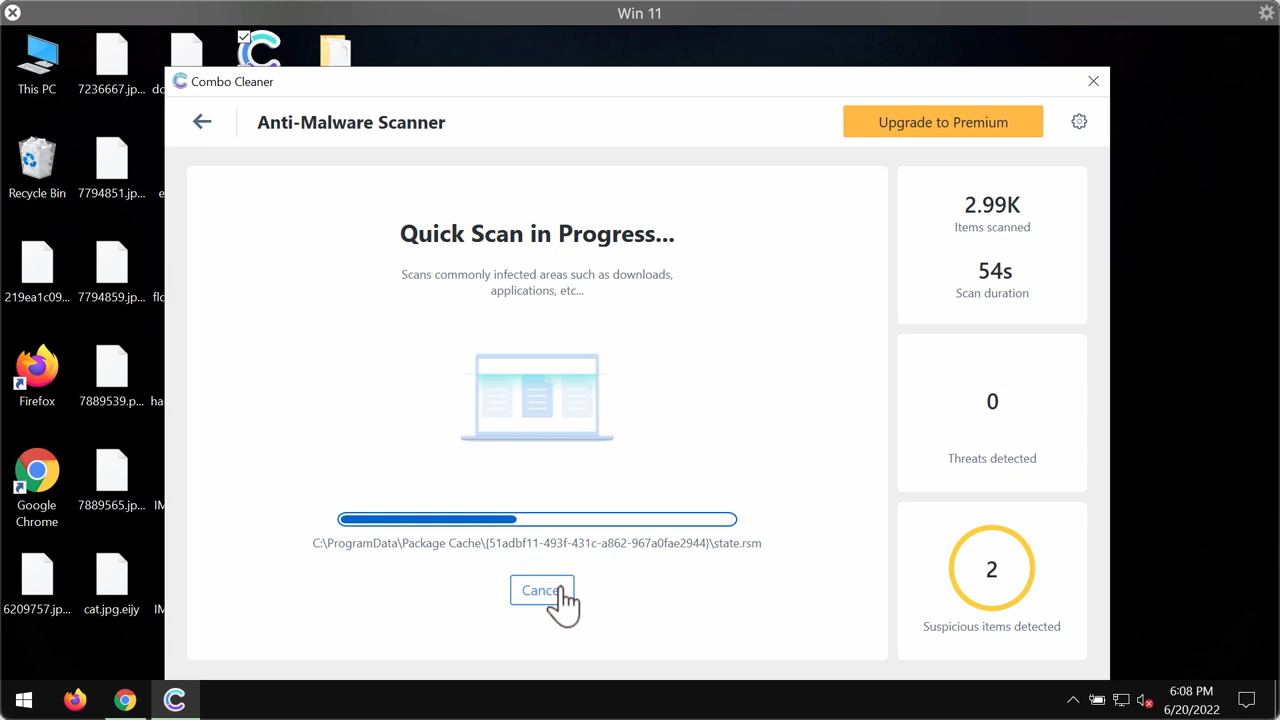 Win 11
This PC
7236667.jp...
Recycle Bin
7794851.jp...
219ea1c09...
7794859.jp...
Firefox
7889539.p...
Google
Chrome
7889565.jp...
6209757.jp...
cat.jpg.eijy
Combo Cleaner
Anti-Malware Scanner
Upgrade to Premium
Quick Scan in Progress...
Scans commonly infected areas such as downloads,
applications, etc...
C:\ProgramData\Package Cache\{51adbf11-493f-431c-a862-967a0fae2944}\state.rsm
2.99K
Items scanned
54s
Scan duration
0
Threats detected
2
Suspicious items detected
6:08 PM
6/20/2022